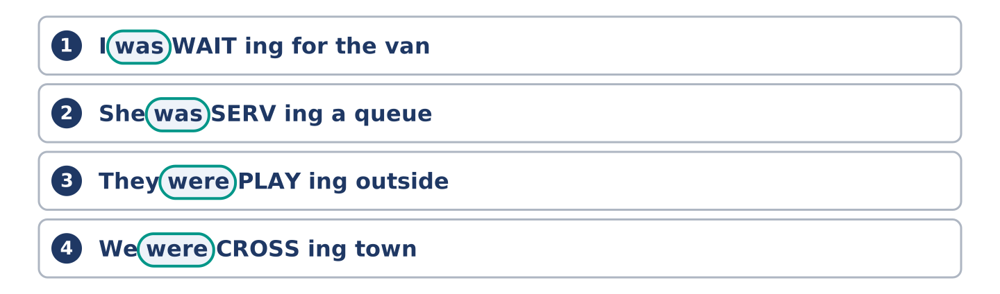 1 I was WAIT ing for the van
2 She was SERV ing a queue
3 They were PLAY ing outside
4 We were CROSS ing town